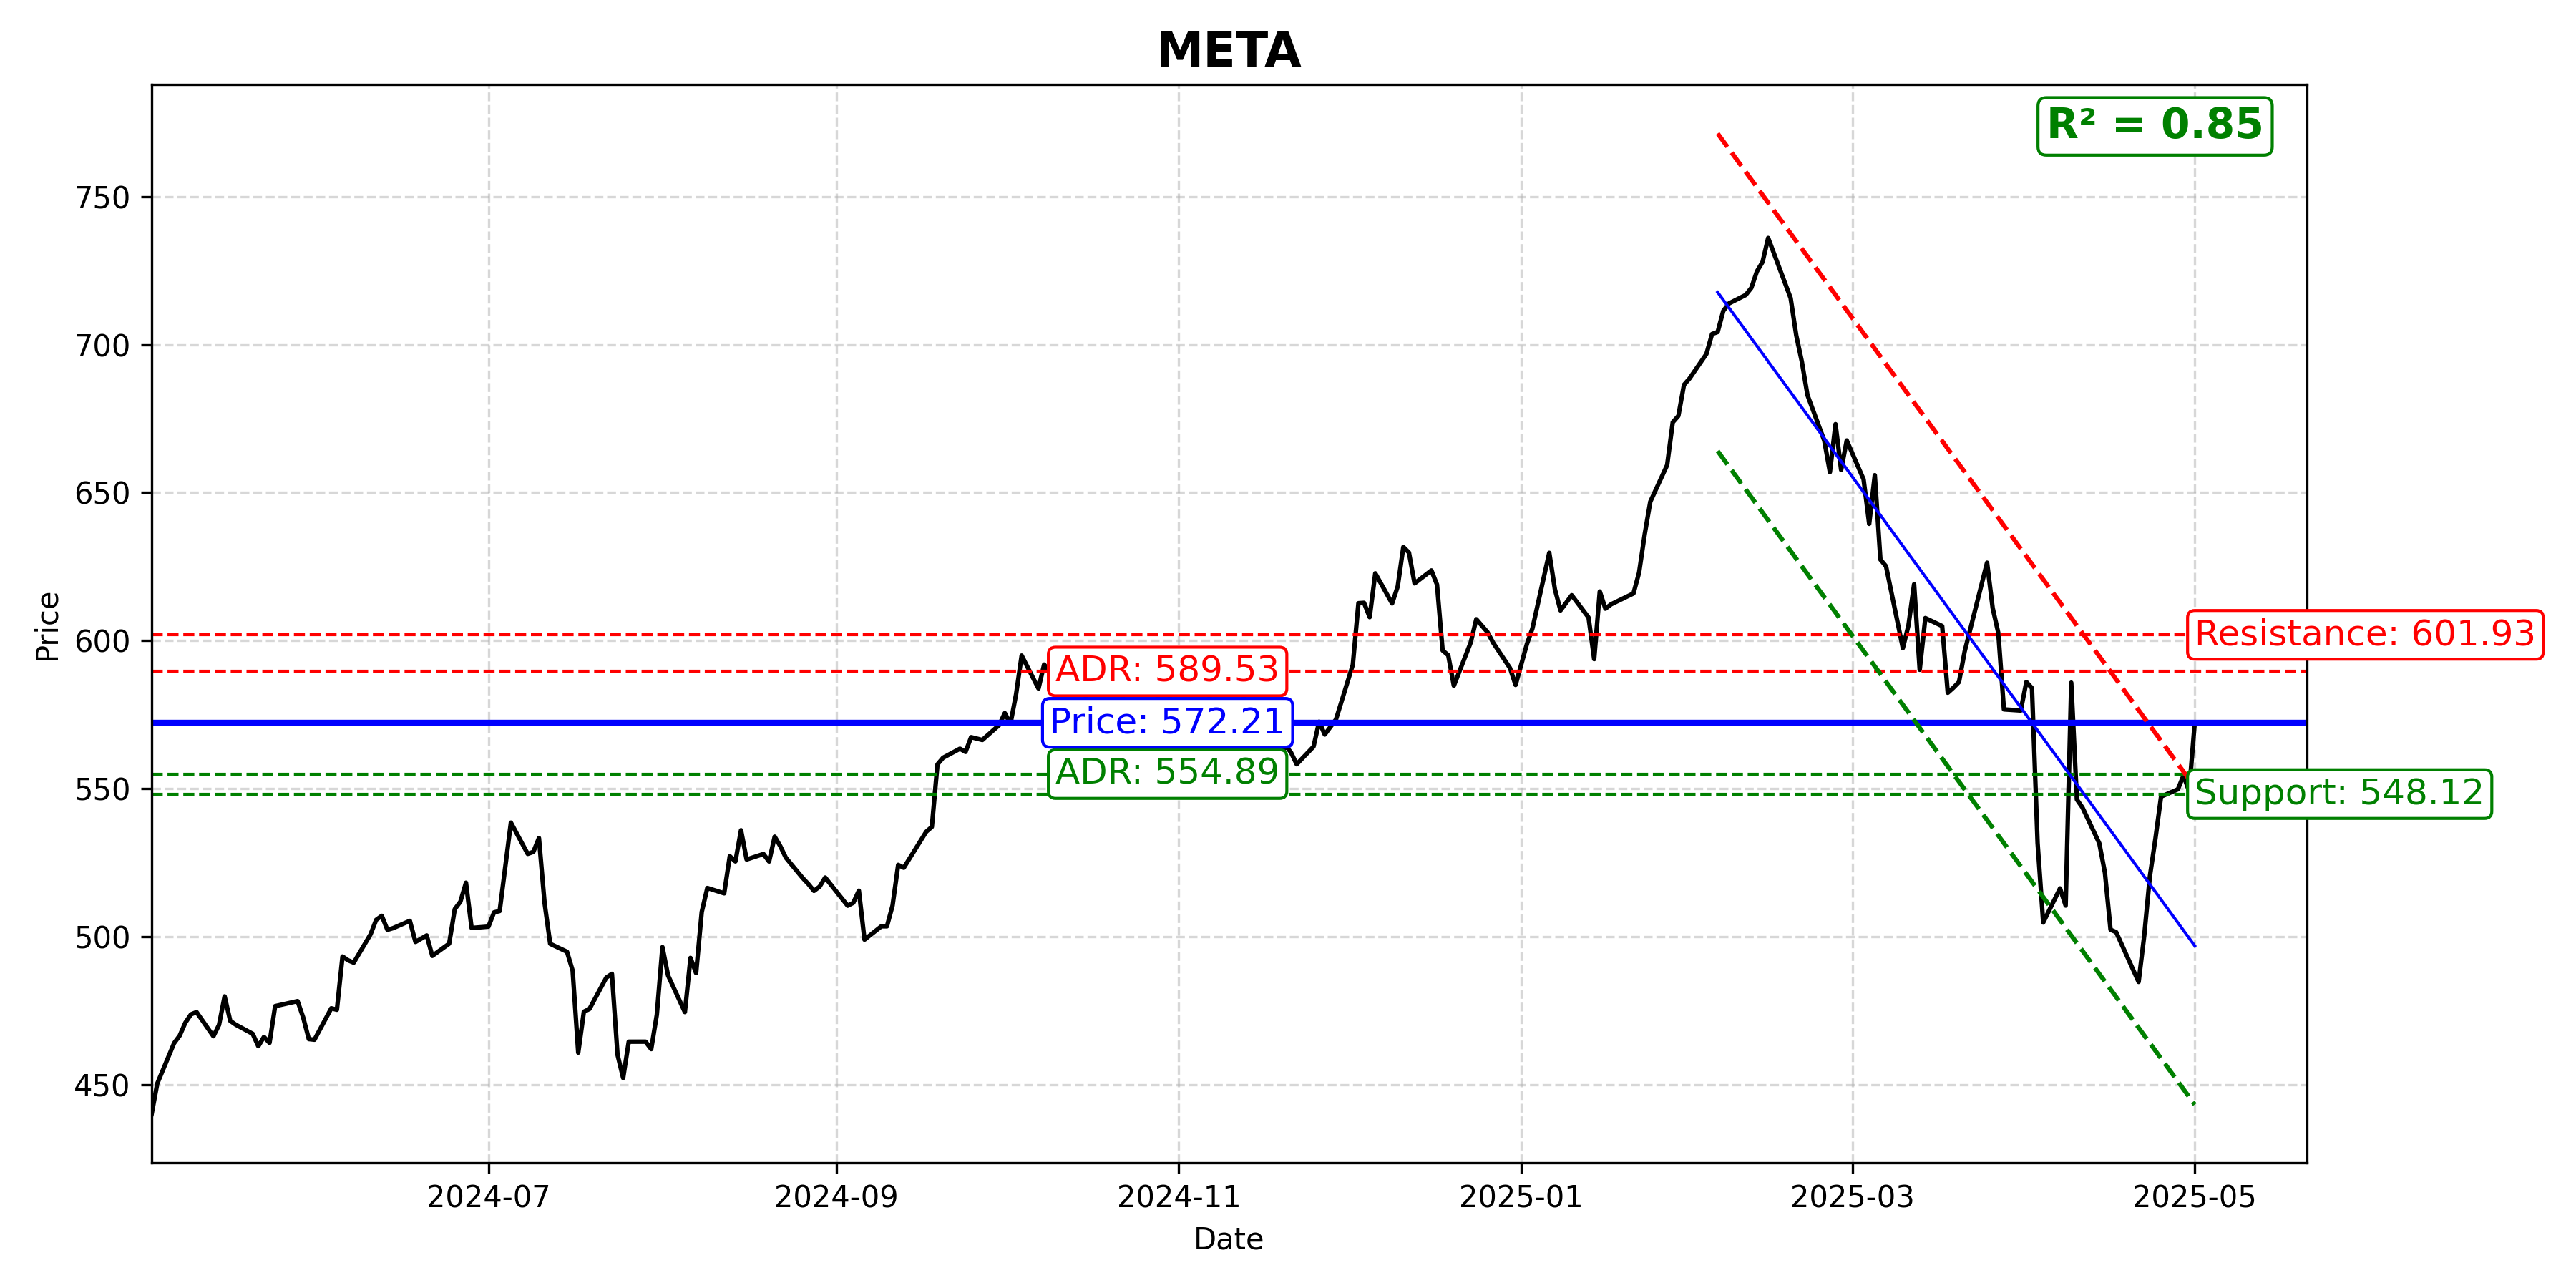 META
R² = 0.85
750
700
650
600
550
500
450
Price
Resistance: 601.93
ADR: 589.53
Price: 572.21
ADR: 554.89
Support: 548.12
2024-07
2024-09
2024-11
2025-01
2025-03
2025-05
Date